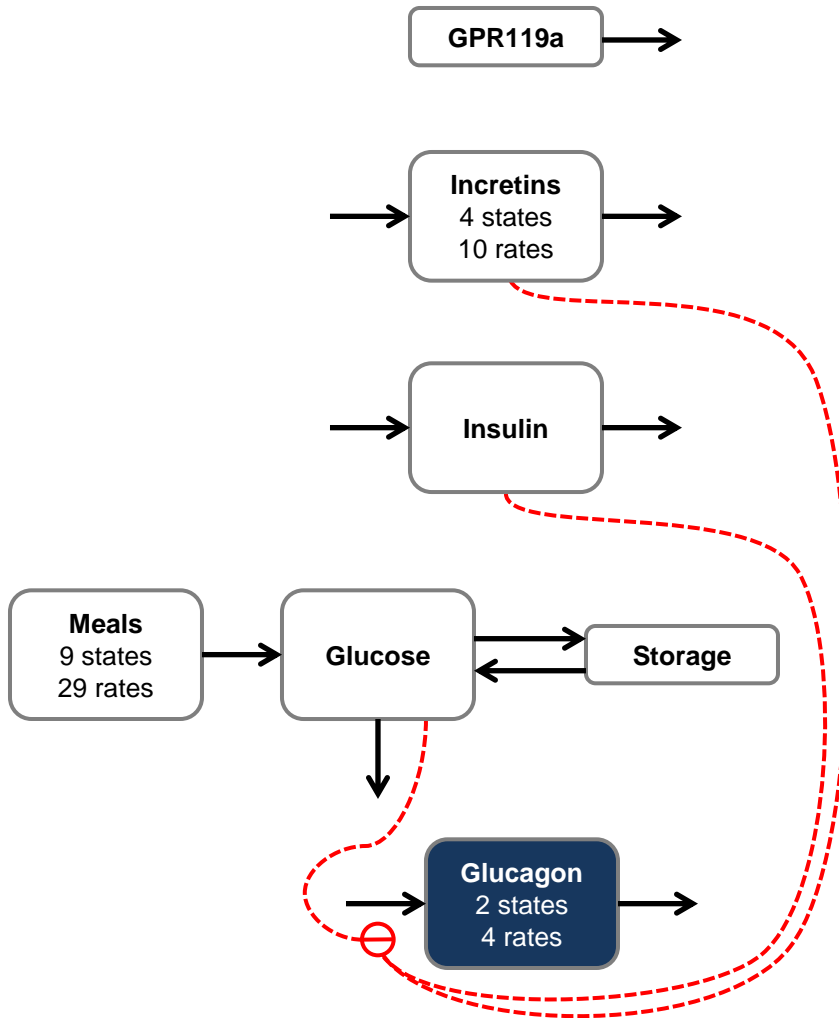 GPR119a
Incretins
4 states
10 rates
Insulin
Meals
9 states
29 rates
Glucose
Storage
Glucagon
2 states
4 rates